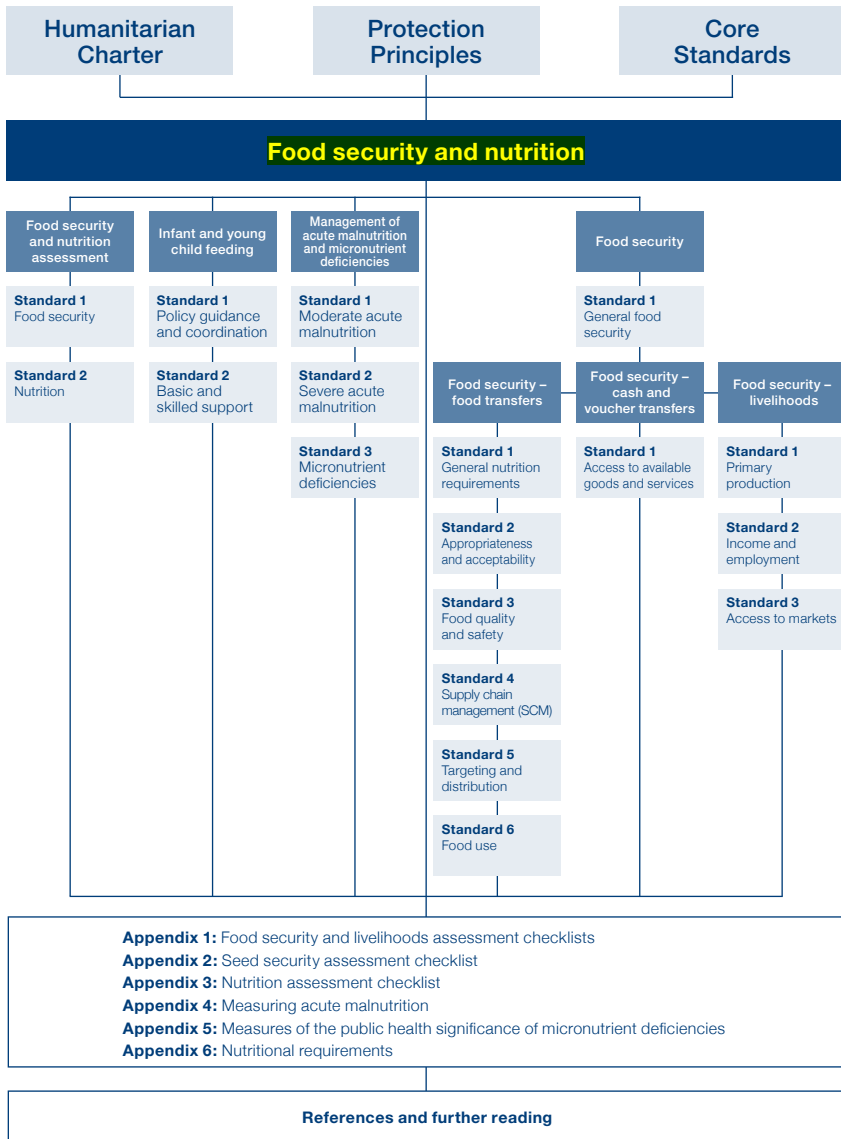 Humanitarian
Charter
Protection
Principles
Core
Standards
Food security and nutrition
Food security
and nutrition
assessment
Standard 1
Food security
Standard 2
Nutrition
Infant and young
child feeding
Standard 1
Policy guidance
and coordination
Standard 2
Basic and
skilled support
Management of
acute malnutrition
and micronutrient
deficiencies
Standard 1
Moderate acute
malnutrition
Standard 2
Severe acute
malnutrition
Standard 3
Micronutrient
deficiencies
Food security
Standard 1
General food
security
Food security –
food transfers
Standard 1
General nutrition
requirements
Standard 2
Appropriateness
and acceptability
Standard 3
Food quality
and safety
Standard 4
Supply chain
management (SCM)
Standard 5
Targeting and
distribution
Standard 6
Food use
Food security –
cash and
voucher transfers
Standard 1
Access to available
goods and services
Food security –
livelihoods
Standard 1
Primary
production
Standard 2
Income and
employment
Standard 3
Access to markets
Appendix 1: Food security and livelihoods assessment checklists
Appendix 2: Seed security assessment checklist
Appendix 3: Nutrition assessment checklist
Appendix 4: Measuring acute malnutrition
Appendix 5: Measures of the public health significance of micronutrient deficiencies
Appendix 6: Nutritional requirements
References and further reading